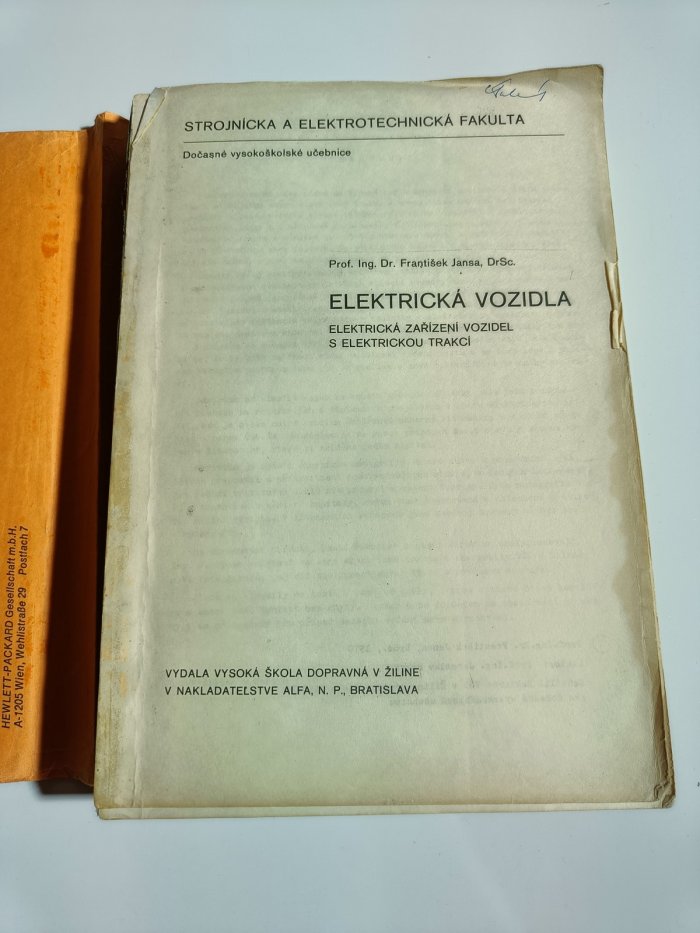 STROJNÍCKA A ELEKTROTECHNICKÁ FAKULTA
Dočasné vysokoškolské učebnice
Prof. Ing. Dr. František Jansa, DrSc.
ELEKTRICKÁ VOZIDLA
ELEKTRICKÁ ZAŘÍZENÍ VOZIDEL
S ELEKTRICKOU TRAKCÍ
VYDALA VYSOKÁ ŠKOLA DOPRAVNÁ V ŽILINE
V NAKLADATEĽSTVE ALFA, N. P., BRATISLAVA
HEWLETT-PACKARD Gesellschaft m.b.H.
A-1205 Wien, Wehlistraße 29 Postfach 7